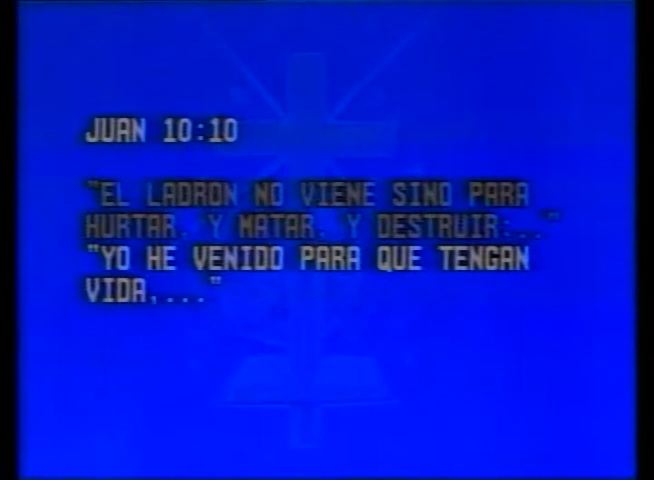 JUAN 10:10
"EL LADRON NO VIENE SINO PARA
HURTAR, Y MATAR, Y DESTRUIR:..."
"YO HE VENIDO PARA QUE TENGAN
VIDA,..."